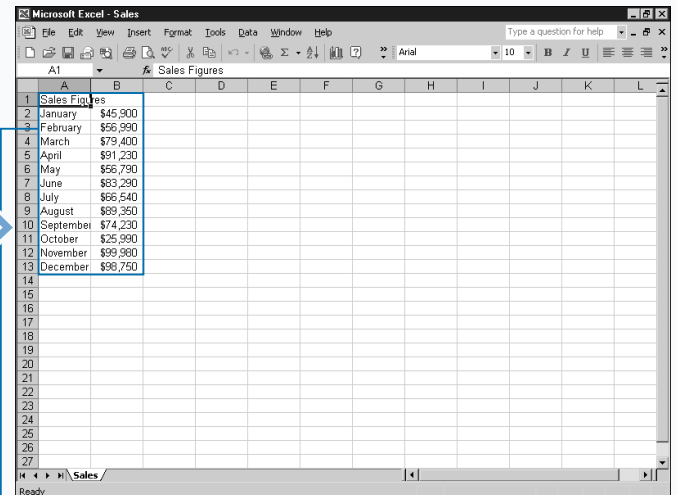 Microsoft Excel - Sales
File Edit View Insert Format Tools Data Window Help Type a question for help
Arial 10 B I U
A1 fx Sales Figures
A B C D E F G H I J K L
1 Sales Figures
2 January $45,900
3 February $56,990
4 March $79,400
5 April $91,230
6 May $56,790
7 June $83,290
8 July $66,540
9 August $89,350
10 September $74,230
11 October $25,990
12 November $99,980
13 December $98,750
14
15
16
17
18
19
20
21
22
23
24
25
26
27
Sales
Ready